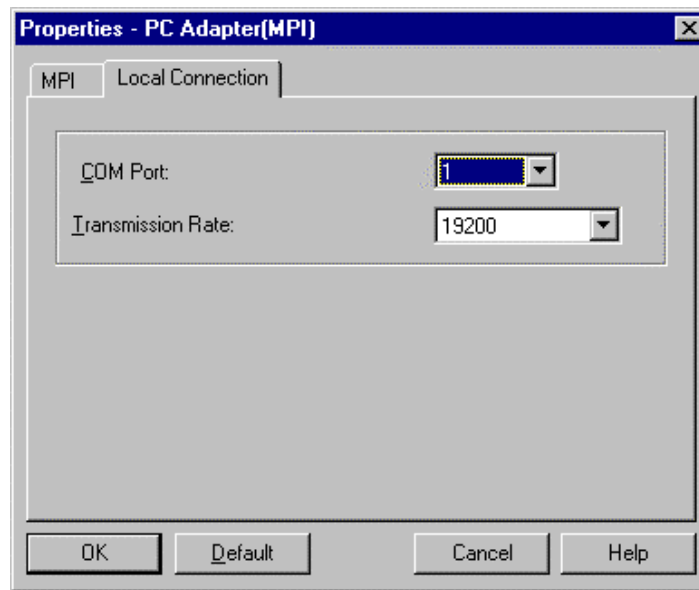 Properties - PC Adapter(MPI)
MPI Local Connection
COM Port: 1
Transmission Rate: 19200
OK Default Cancel Help